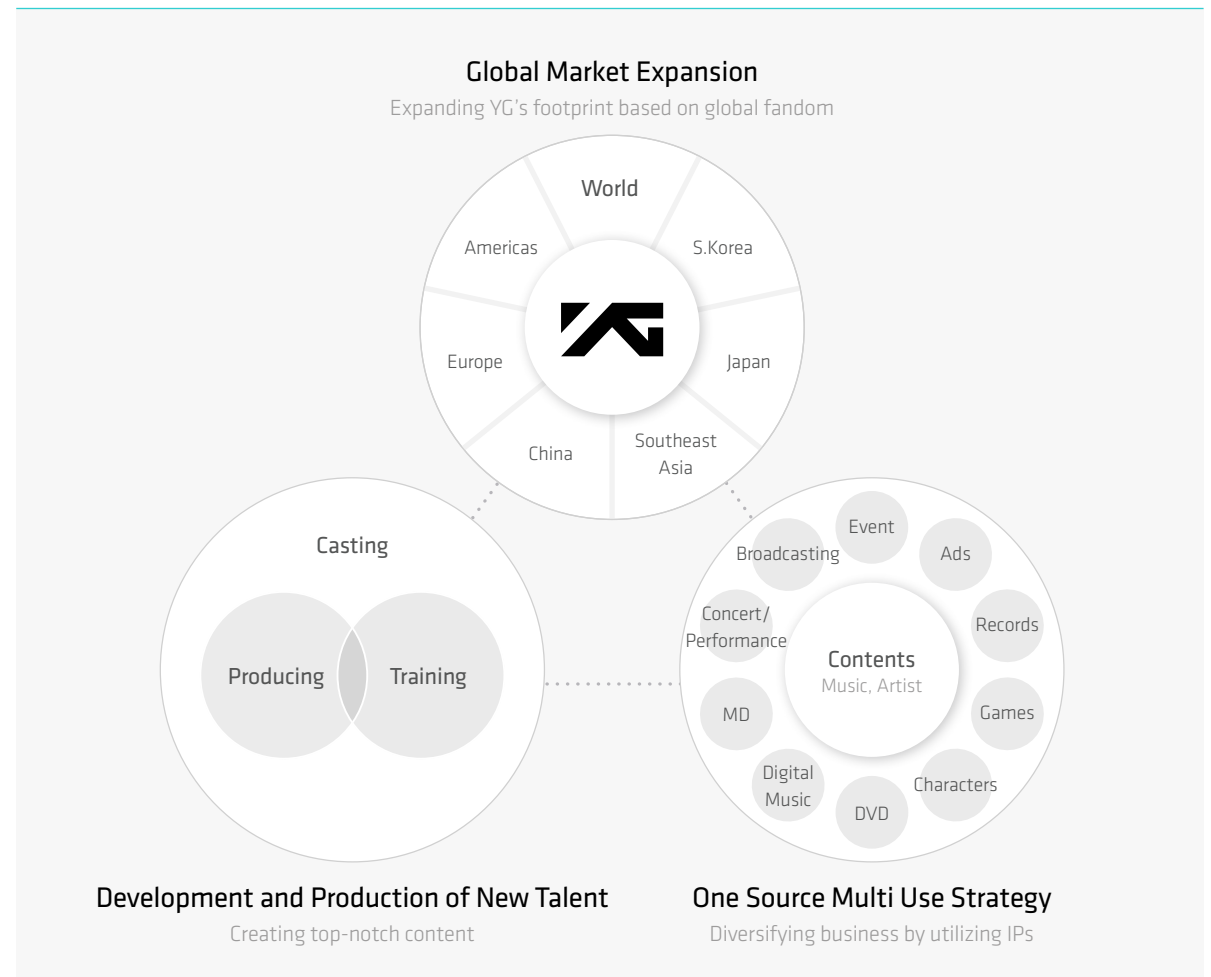 Global Market Expansion
Expanding YG's footprint based on global fandom
World
Americas
S.Korea
YG
Europe
Japan
China
Southeast
Asia
Casting
Producing
Training
Event
Broadcasting
Ads
Concert/
Performance
Records
Contents
Music, Artist
MD
Games
Digital
Music
Characters
DVD
Development and Production of New Talent
Creating top-notch content
One Source Multi Use Strategy
Diversifying business by utilizing IPs